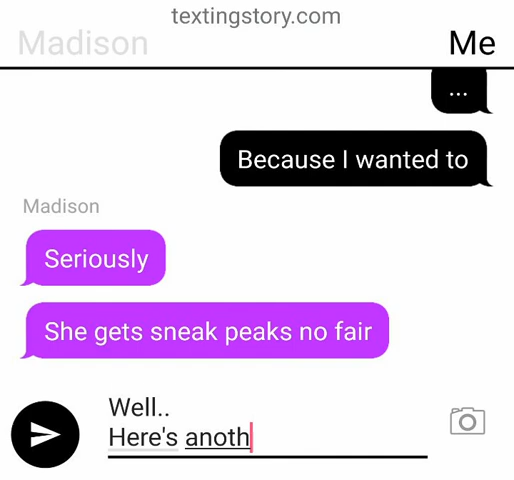 textingstory.com
Madison
Me
...
Because I wanted to
Madison
Seriously
She gets sneak peaks no fair
Well..
Here's anoth